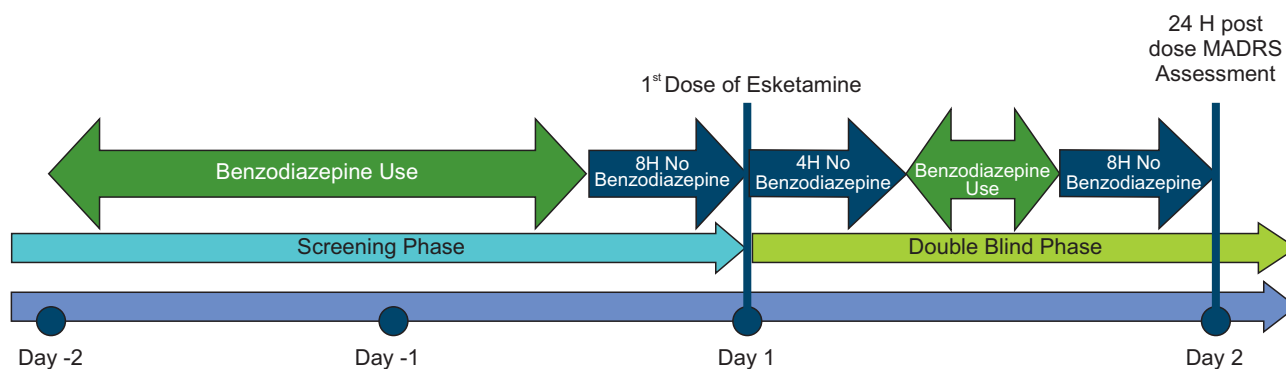 24 H post
dose MADRS
Assessment
1st Dose of Esketamine
Benzodiazepine Use
8H No
Benzodiazepine
4H No
Benzodiazepine
Benzodiazepine
Use
8H No
Benzodiazepine
Screening Phase
Double Blind Phase
Day -2
Day -1
Day 1
Day 2